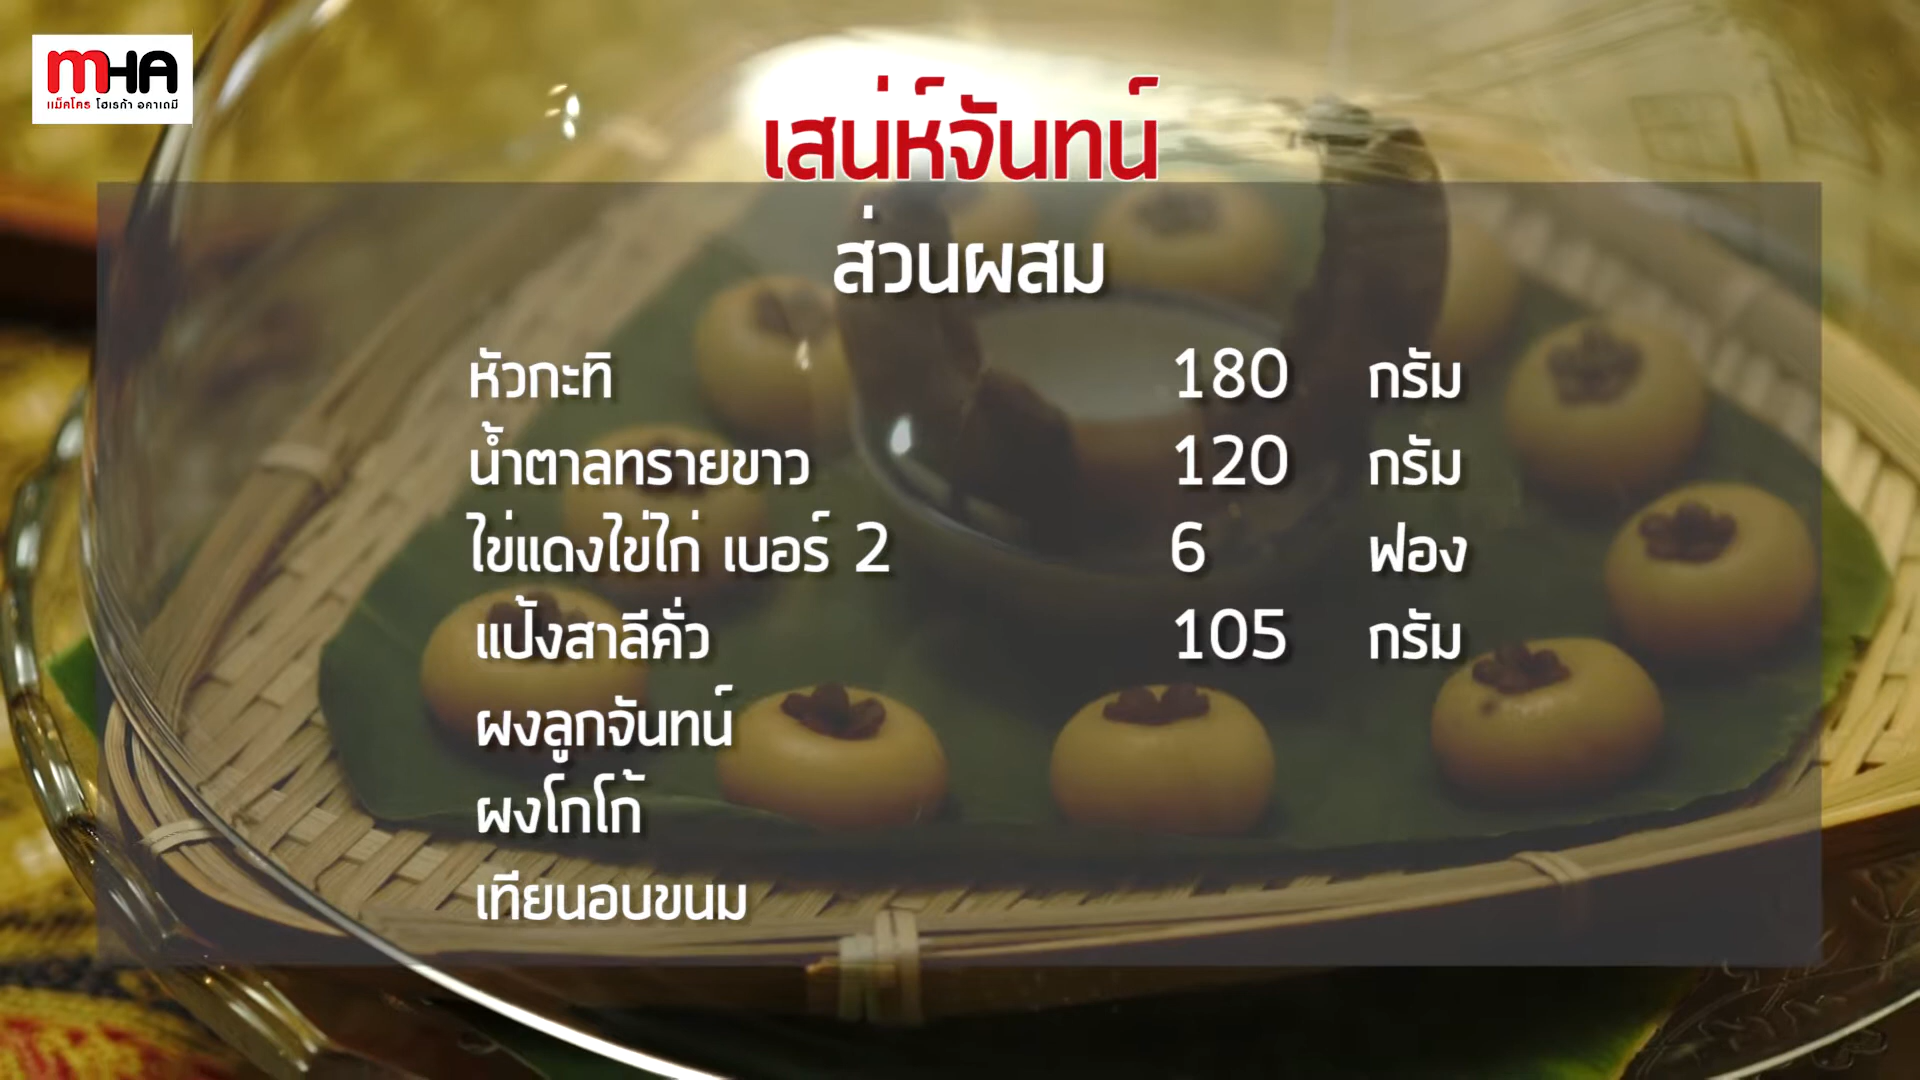 mHA
แม็คโคร โฮเรก้า อคาเดมี
เสน่ห์จันทน์
ส่วนผสม
หัวกะทิ 180 กรัม
น้ำตาลทรายขาว 120 กรัม
ไข่แดงไข่ไก่ เบอร์ 2 6 ฟอง
แป้งสาลีคั่ว 105 กรัม
ผงลูกจันทน์
ผงโกโก้
เทียนอบขนม